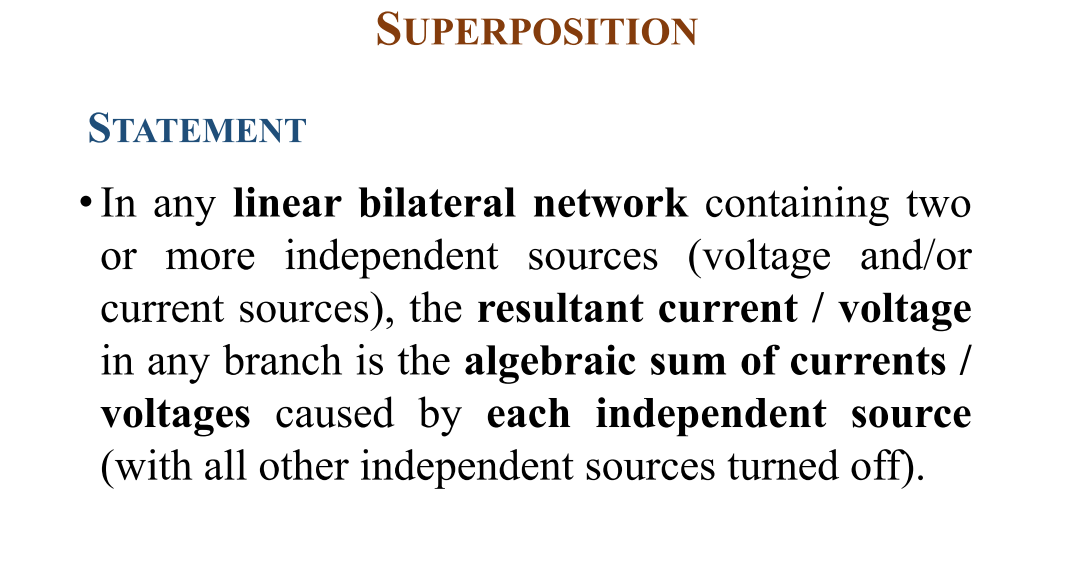 SUPERPOSITION
STATEMENT
• In any linear bilateral network containing two
or more independent sources (voltage and/or
current sources), the resultant current / voltage
in any branch is the algebraic sum of currents /
voltages caused by each independent source
(with all other independent sources turned off).